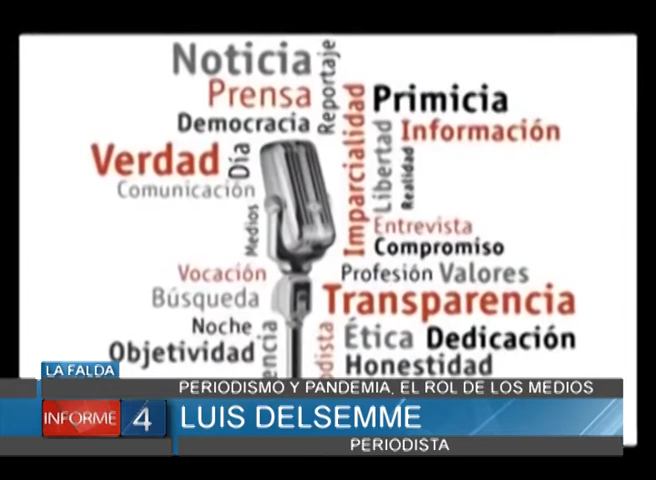 Noticia
Reportaje
Prensa
Imparcialidad
Primicia
Democracia
Libertad
Información
Verdad
Día
Realidad
Comunicación
Medios
Entrevista
Compromiso
Vocación
Profesión Valores
Búsqueda
Transparencia
Noche
Ética Dedicación
Objetividad
Honestidad
LA FALDA
PERIODISMO Y PANDEMIA, EL ROL DE LOS MEDIOS
INFORME 4
LUIS DELSEMME
PERIODISTA